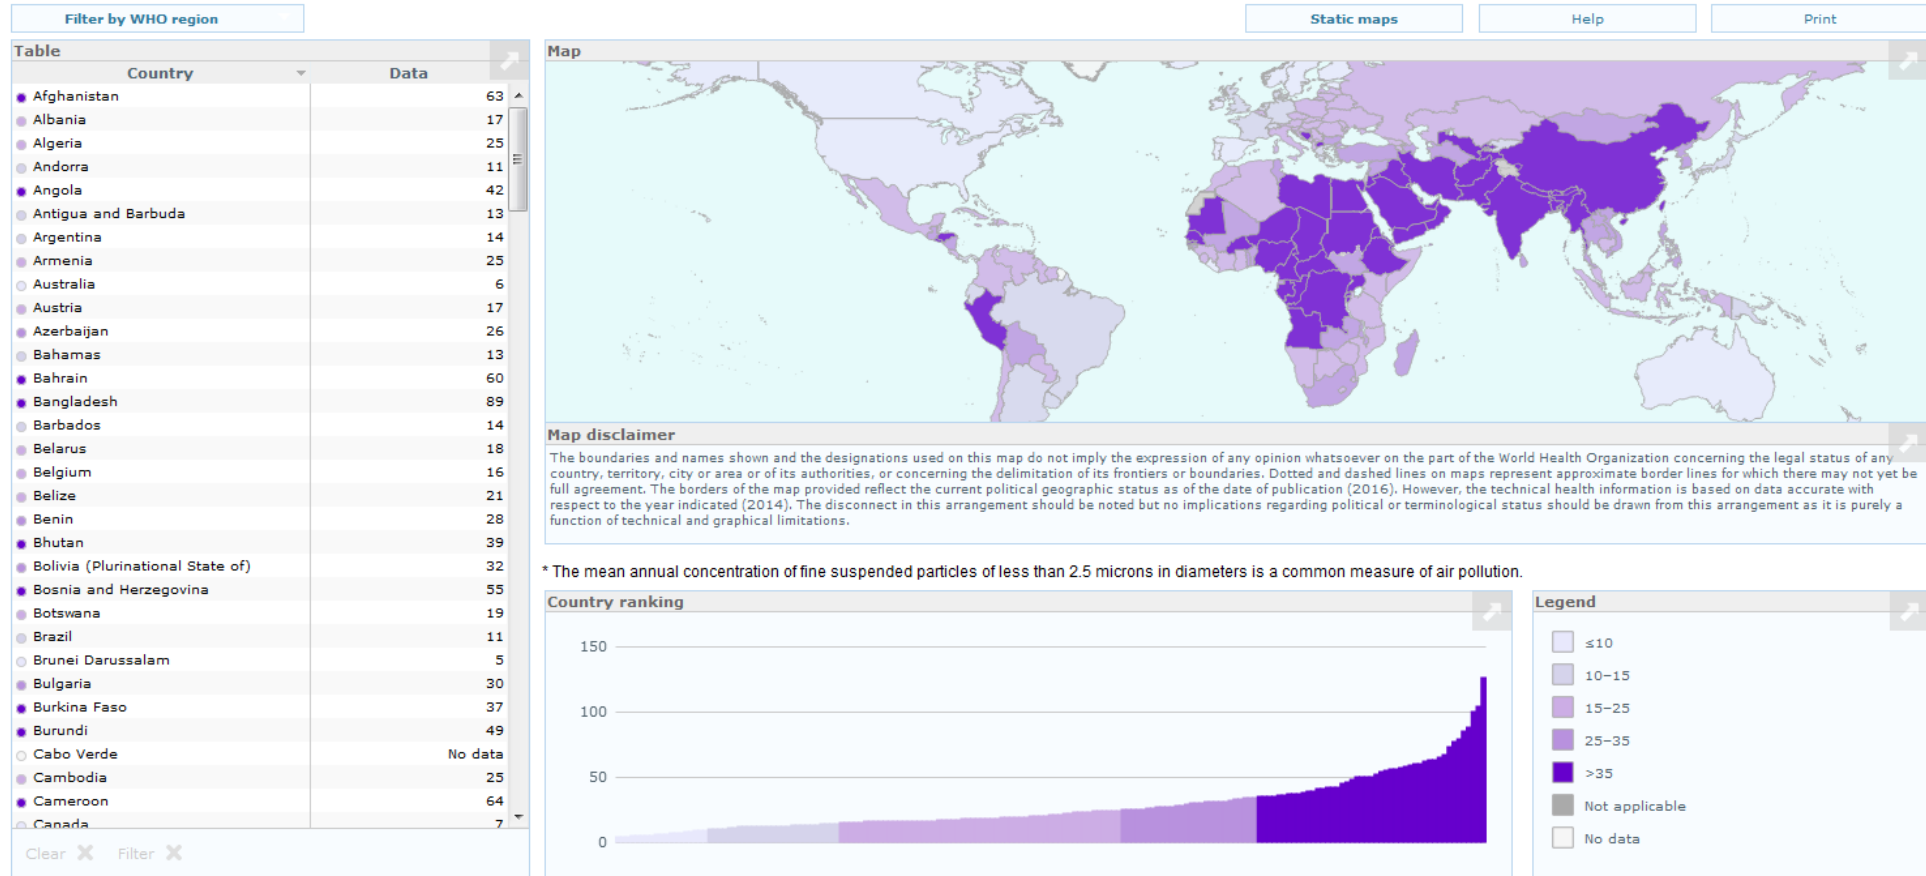 Filter by WHO region
Static maps
Help
Print
Table
Country Data
Afghanistan 63
Albania 17
Algeria 25
Andorra 11
Angola 42
Antigua and Barbuda 13
Argentina 14
Armenia 25
Australia 6
Austria 17
Azerbaijan 26
Bahamas 13
Bahrain 60
Bangladesh 89
Barbados 14
Belarus 18
Belgium 16
Belize 21
Benin 28
Bhutan 39
Bolivia (Plurinational State of) 32
Bosnia and Herzegovina 55
Botswana 19
Brazil 11
Brunei Darussalam 5
Bulgaria 30
Burkina Faso 37
Burundi 49
Cabo Verde No data
Cambodia 25
Cameroon 64
Canada 7
Clear Filter
Map
Map disclaimer
The boundaries and names shown and the designations used on this map do not imply the expression of any opinion whatsoever on the part of the World Health Organization concerning the legal status of any
country, territory, city or area or of its authorities, or concerning the delimitation of its frontiers or boundaries. Dotted and dashed lines on maps represent approximate border lines for which there may not yet be
full agreement. The borders of the map provided reflect the current political geographic status as of the date of publication (2016). However, the technical health information is based on data accurate with
respect to the year indicated (2014). The disconnect in this arrangement should be noted but no implications regarding political or terminological status should be drawn from this arrangement as it is purely a
function of technical and graphical limitations.
* The mean annual concentration of fine suspended particles of less than 2.5 microns in diameters is a common measure of air pollution.
Country ranking
150
100
50
0
Legend
≤10
10–15
15–25
25–35
>35
Not applicable
No data